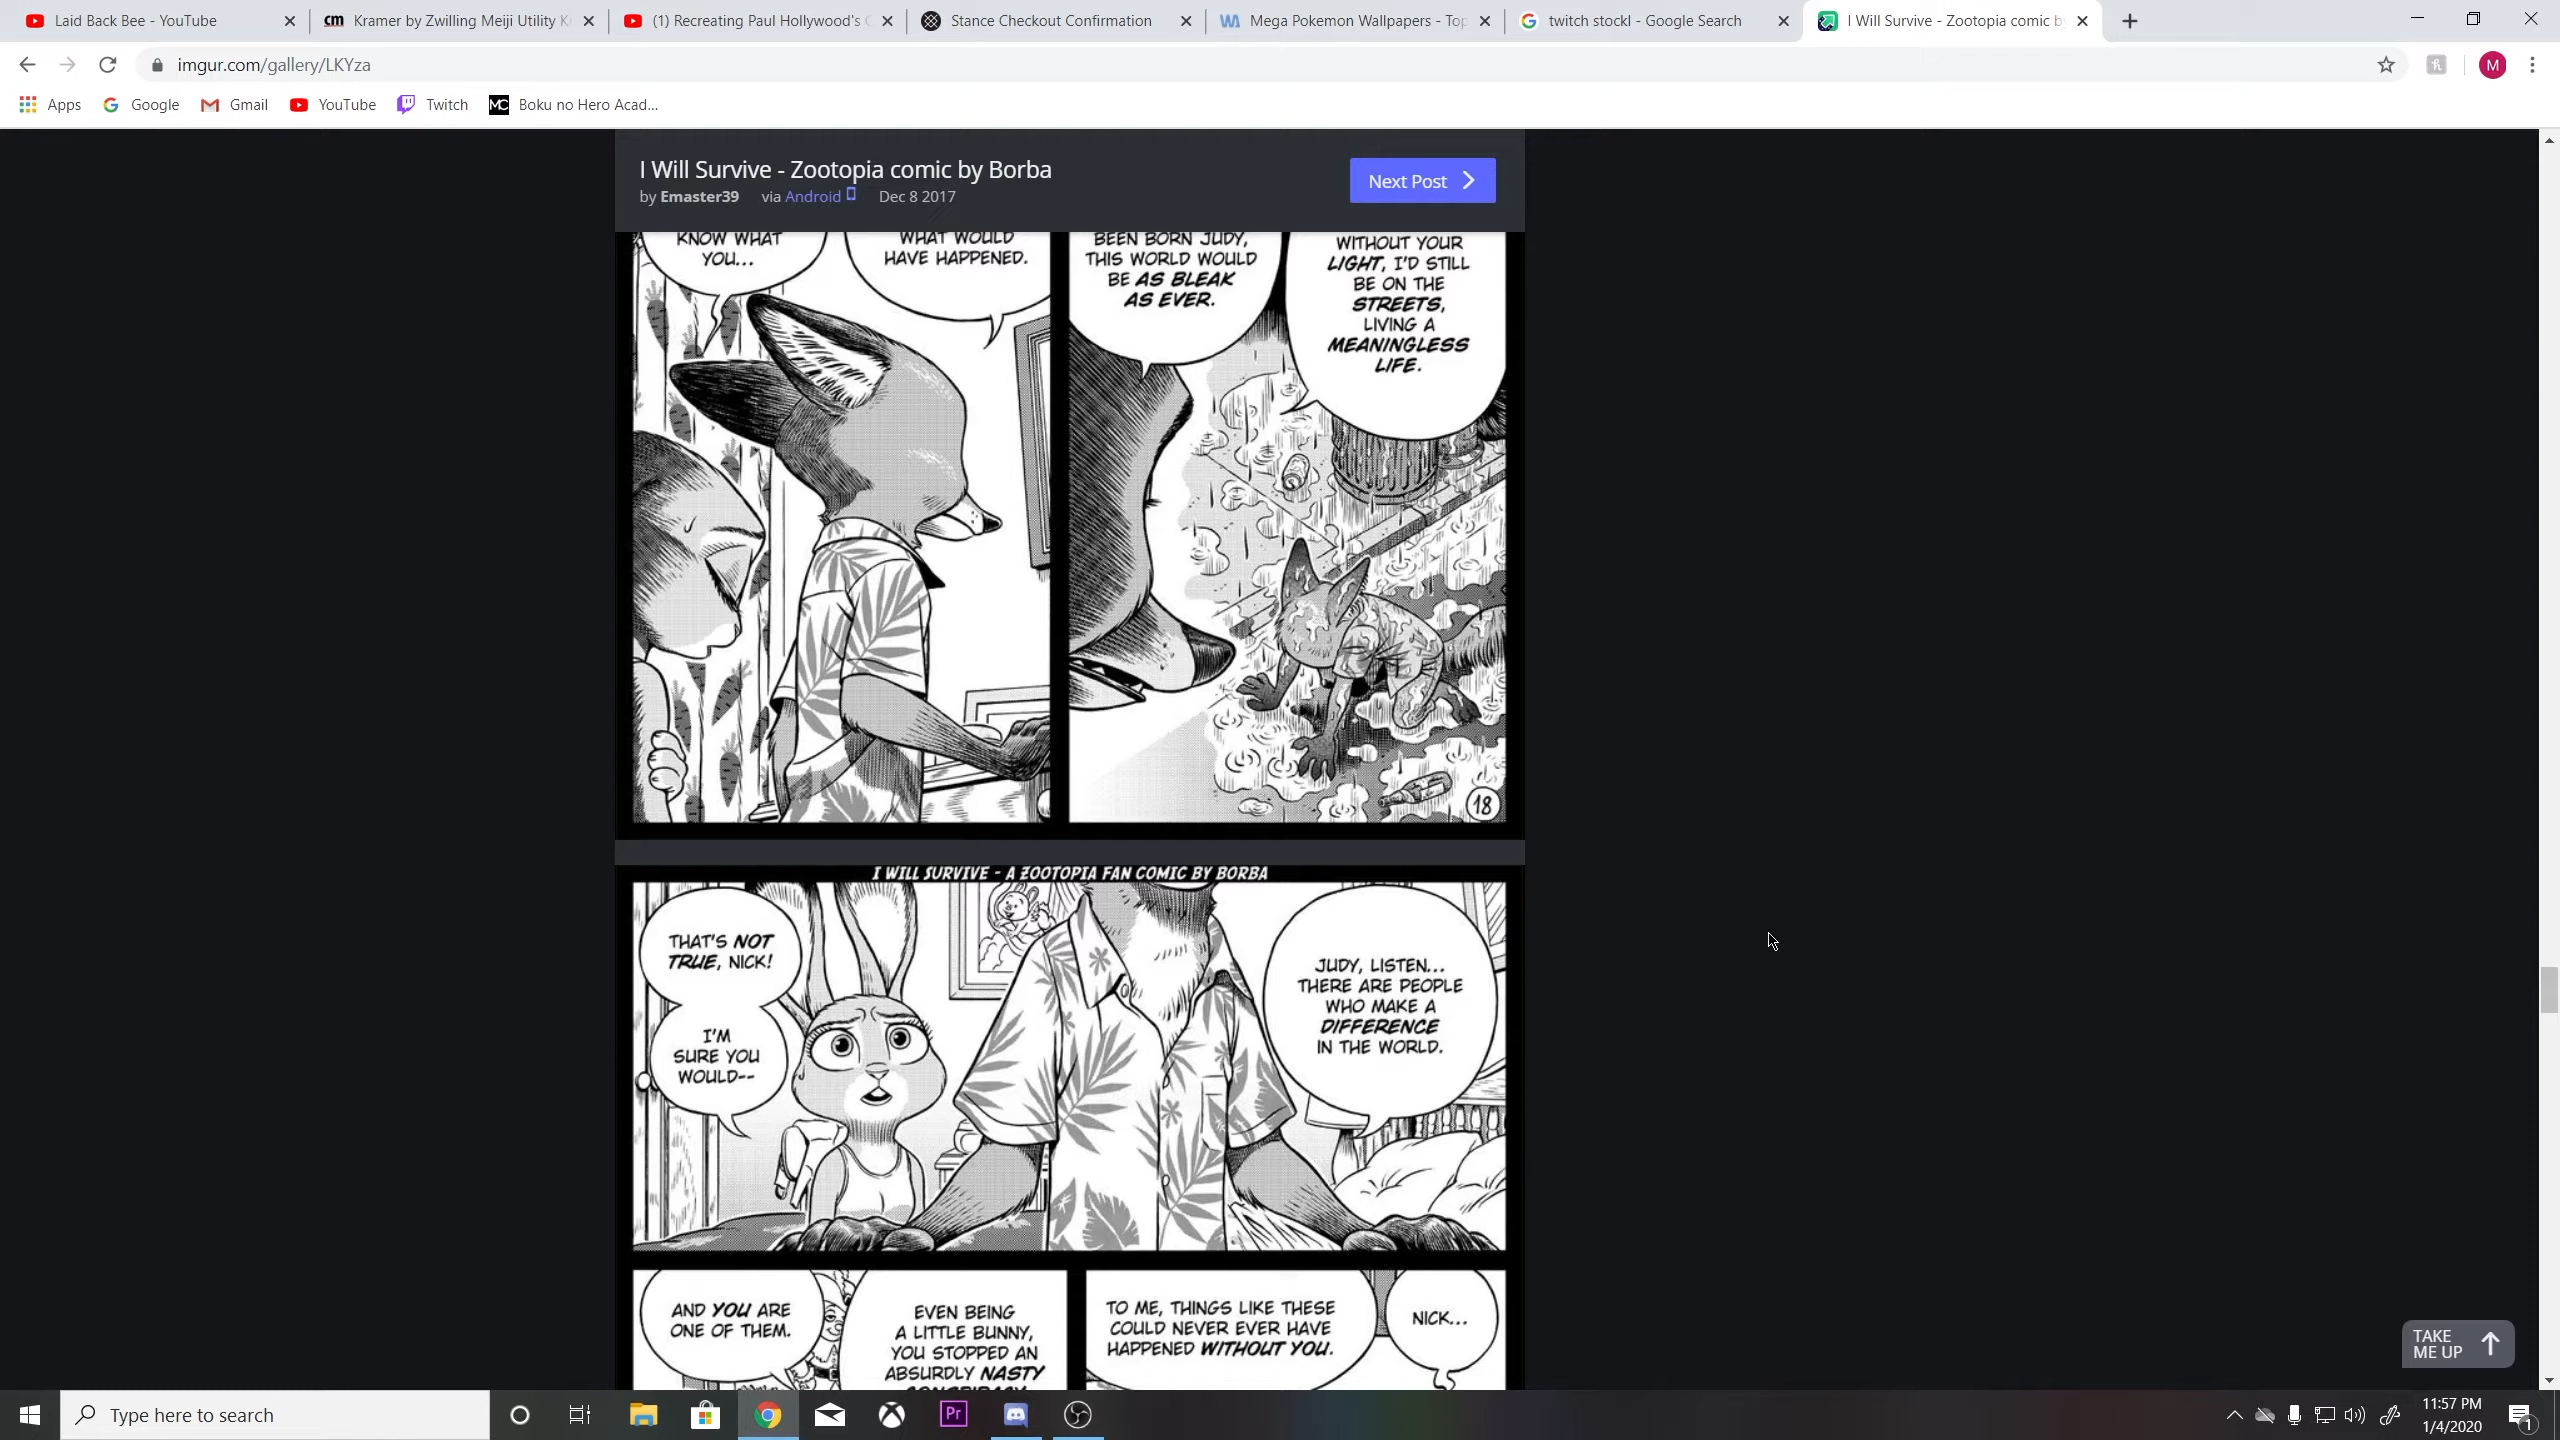 Laid Back Bee - YouTube
Kramer by Zwilling Meiji Utility K
(1) Recreating Paul Hollywood's
Stance Checkout Confirmation
Mega Pokemon Wallpapers - Top
twitch stockl - Google Search
I Will Survive - Zootopia comic b
imgur.com/gallery/LKYza
M
Apps
Google
Gmail
YouTube
Twitch
Boku no Hero Acad...
I Will Survive - Zootopia comic by Borba
by Emaster39 via Android Dec 8 2017
Next Post
KNOW WHAT
YOU...
WHAT WOULD
HAVE HAPPENED.
BEEN BORN JUDY,
THIS WORLD WOULD
BE AS BLEAK
AS EVER.
WITHOUT YOUR
LIGHT, I'D STILL
BE ON THE
STREETS,
LIVING A
MEANINGLESS
LIFE.
18
I WILL SURVIVE - A ZOOTOPIA FAN COMIC BY BORBA
THAT'S NOT
TRUE, NICK!
I'M
SURE YOU
WOULD--
JUDY, LISTEN...
THERE ARE PEOPLE
WHO MAKE A
DIFFERENCE
IN THE WORLD.
AND YOU ARE
ONE OF THEM.
EVEN BEING
A LITTLE BUNNY,
YOU STOPPED AN
ABSURDLY NASTY
CONSPIRACY
TO ME, THINGS LIKE THESE
COULD NEVER EVER HAVE
HAPPENED WITHOUT YOU.
NICK...
TAKE
ME UP
Type here to search
Pr
11:57 PM
1/4/2020
1